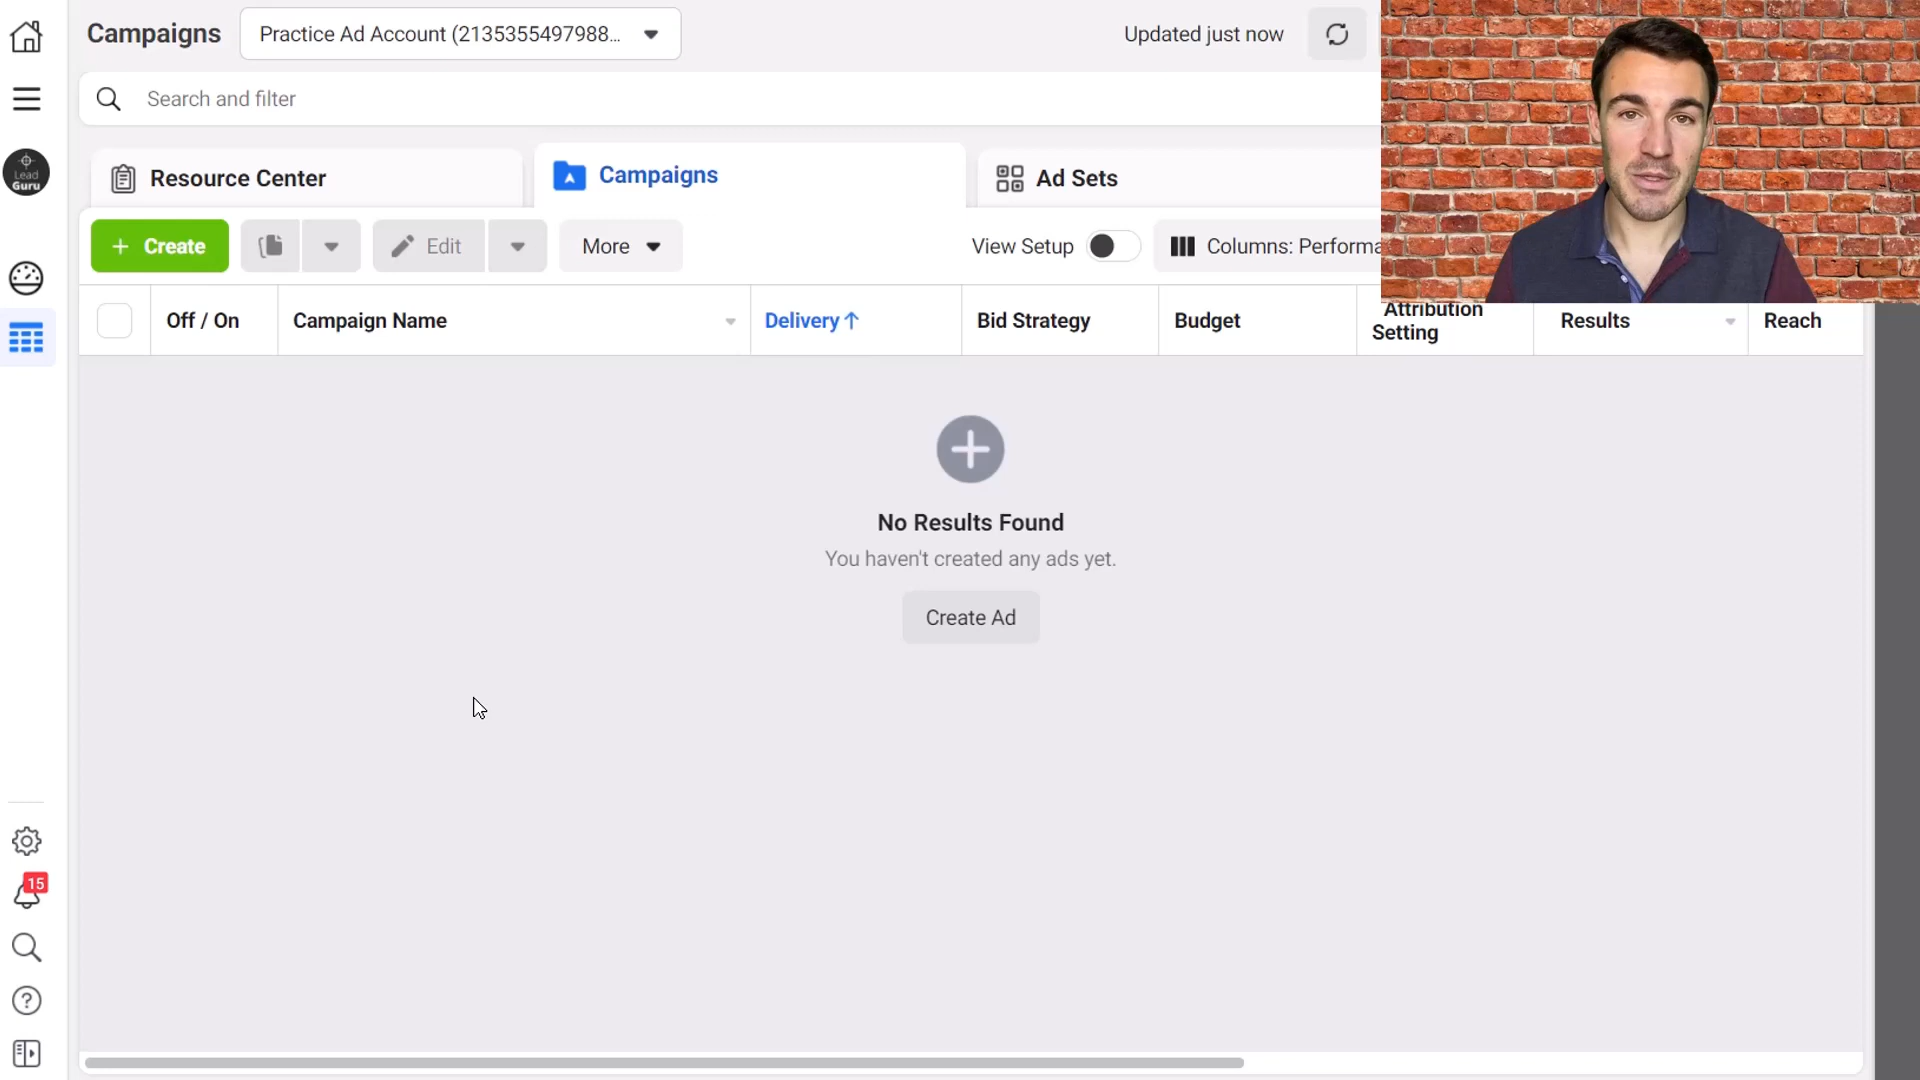 Campaigns
Practice Ad Account (2135355497988...
Updated just now
Search and filter
Lead
Guru
Resource Center
Campaigns
Ad Sets
+ Create
Edit
More
View Setup
Columns: Performa
Off / On
Campaign Name
Delivery ↑
Bid Strategy
Budget
Attribution
Setting
Results
Reach
No Results Found
You haven't created any ads yet.
Create Ad
15